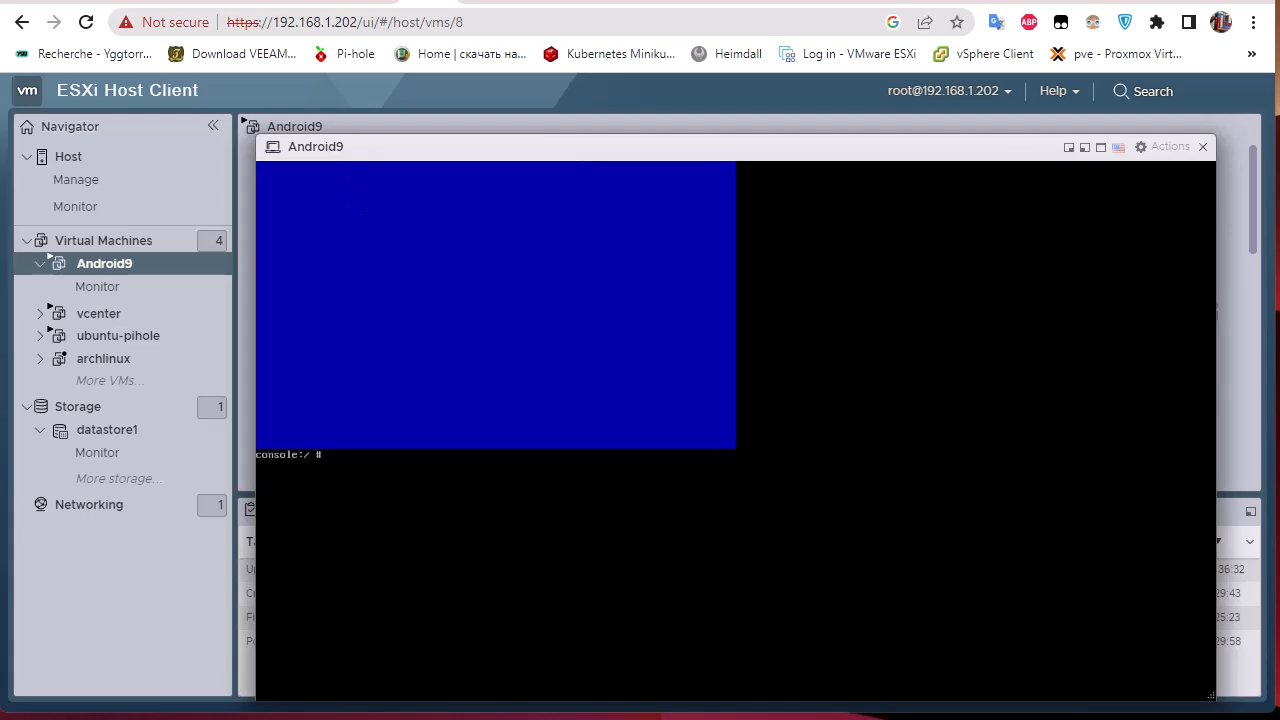 Not secure https://192.168.1.202/ui/#/host/vms/8
Recherche - Yggtorr... Download VEEAM... Pi-hole Home | скачать на... Kubernetes Miniku... Heimdall Log in - VMware ESXi vSphere Client pve - Proxmox Virt... »
vm ESXi Host Client root@192.168.1.202 Help Search
Navigator
Host
Manage
Monitor
Virtual Machines 4
Android9
Monitor
vcenter
ubuntu-pihole
archlinux
More VMs...
Storage 1
datastore1
Monitor
More storage...
Networking 1
Android9
Android9 Actions
console:/ #
36:32
29:43
25:23
29:58